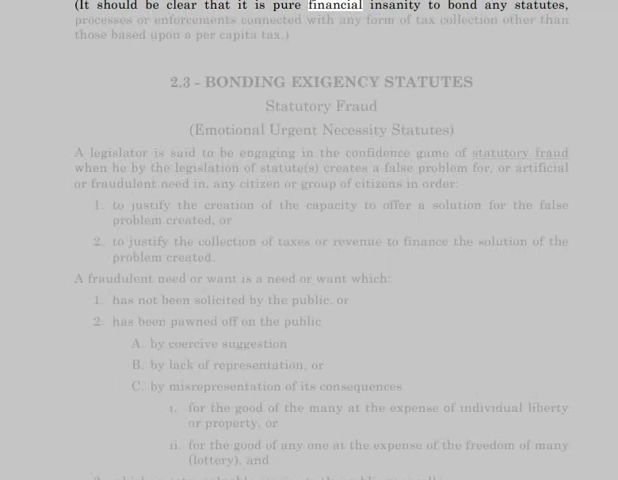 (It should be clear that it is pure financial insanity to bond any statutes,
processes or enforcements connected with any form of tax collection other than
those based upon a per capita tax.)
2.3 - BONDING EXIGENCY STATUTES
Statutory Fraud
(Emotional Urgent Necessity Statutes)
A legislator is said to be engaging in the confidence game of statutory fraud
when he by the legislation of statute(s) creates a false problem for, or artificial
or fraudulent need in, any citizen or group of citizens in order:
1. to justify the creation of the capacity to offer a solution for the false
problem created, or
2. to justify the collection of taxes or revenue to finance the solution of the
problem created.
A fraudulent need or want is a need or want which:
1. has not been solicited by the public, or
2. has been pawned off on the public
A. by coercive suggestion
B. by lack of representation, or
C. by misrepresentation of its consequences
i. for the good of the many at the expense of individual liberty
or property, or
ii. for the good of any one at the expense of the freedom of many
(lottery), and